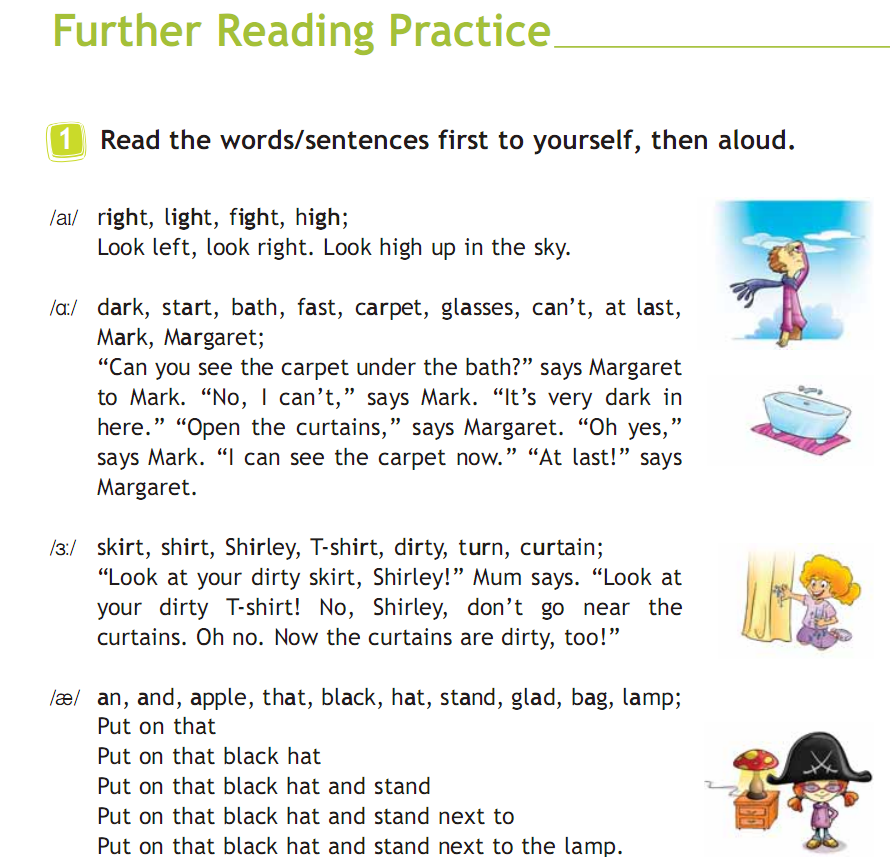 Further Reading Practice
1 Read the words/sentences first to yourself, then aloud.
/aɪ/ right, light, fight, high;
Look left, look right. Look high up in the sky.
/ɑː/ dark, start, bath, fast, carpet, glasses, can’t, at last,
Mark, Margaret;
“Can you see the carpet under the bath?” says Margaret
to Mark. “No, I can’t,” says Mark. “It’s very dark in
here.” “Open the curtains,” says Margaret. “Oh yes,”
says Mark. “I can see the carpet now.” “At last!” says
Margaret.
/ɜː/ skirt, shirt, Shirley, T-shirt, dirty, turn, curtain;
“Look at your dirty skirt, Shirley!” Mum says. “Look at
your dirty T-shirt! No, Shirley, don’t go near the
curtains. Oh no. Now the curtains are dirty, too!”
/æ/ an, and, apple, that, black, hat, stand, glad, bag, lamp;
Put on that
Put on that black hat
Put on that black hat and stand
Put on that black hat and stand next to
Put on that black hat and stand next to the lamp.